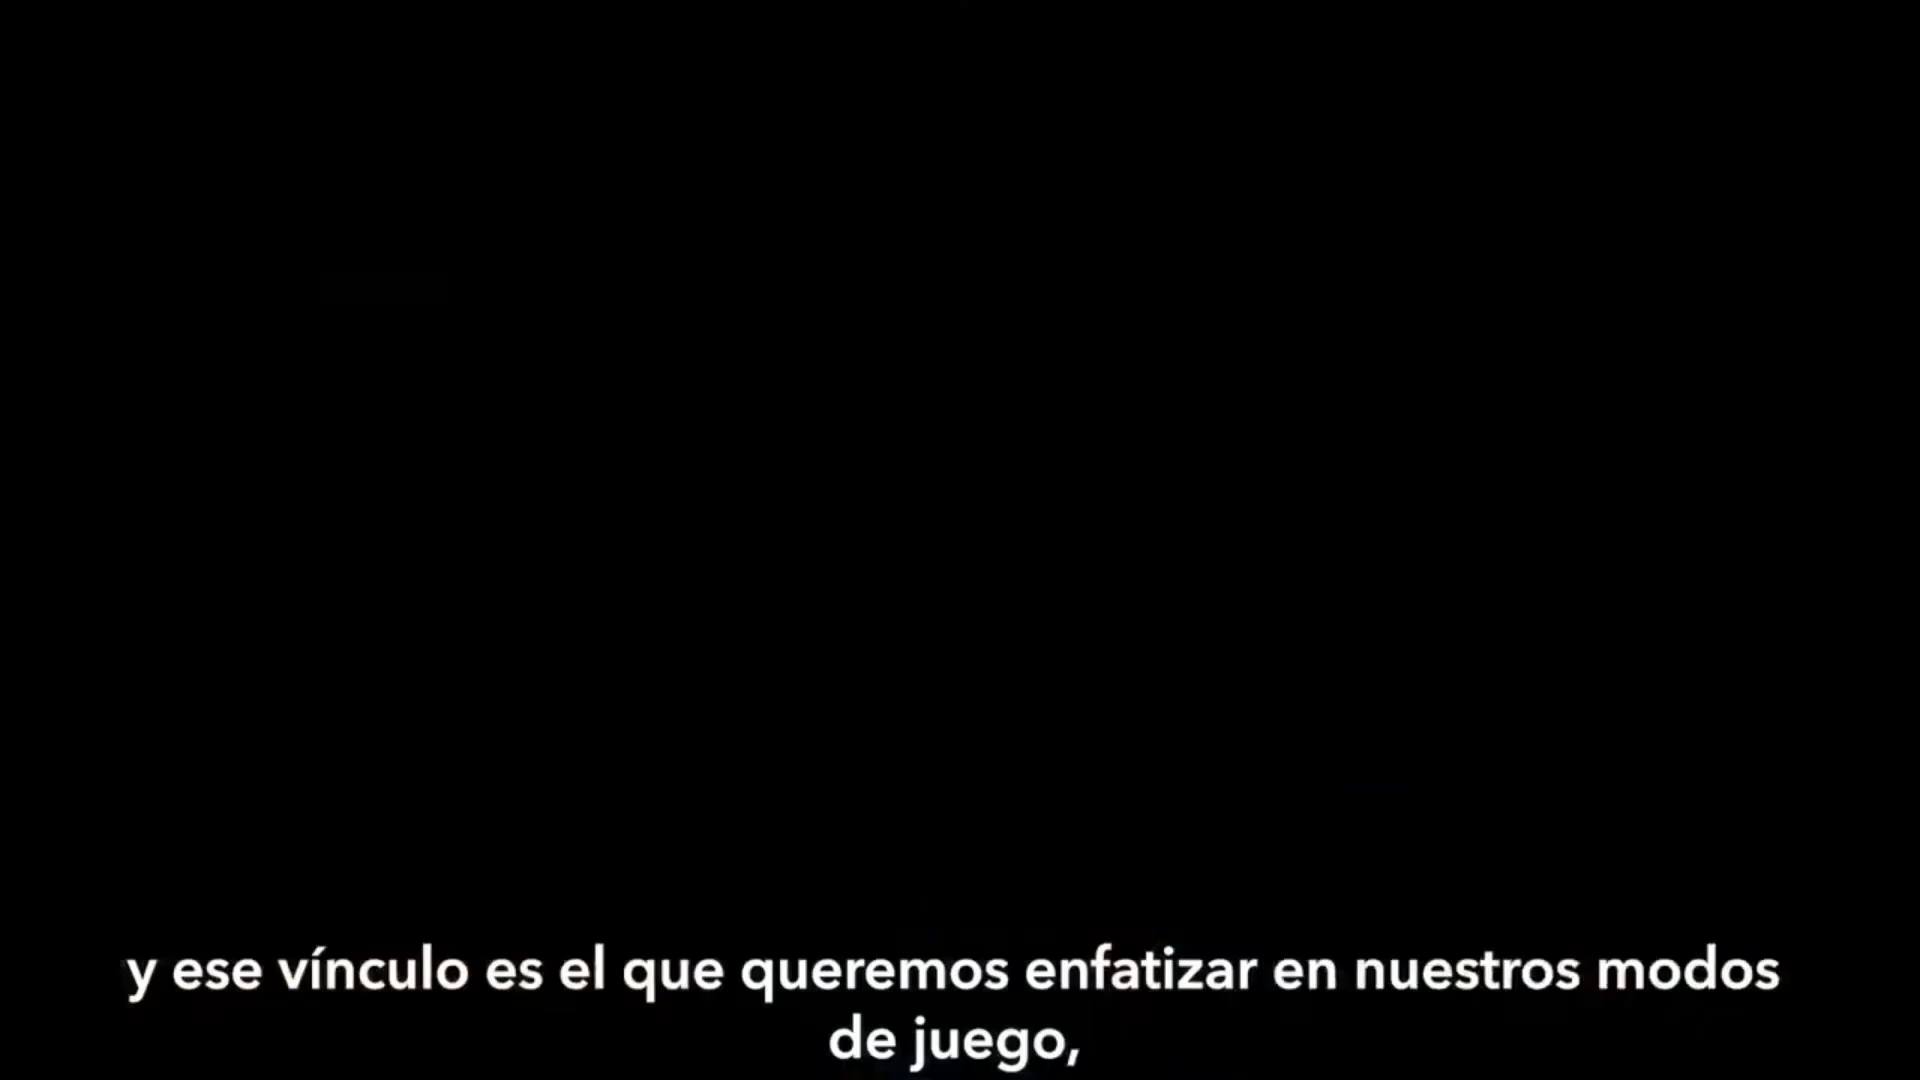 y ese vínculo es el que queremos enfatizar en nuestros modos
de juego,